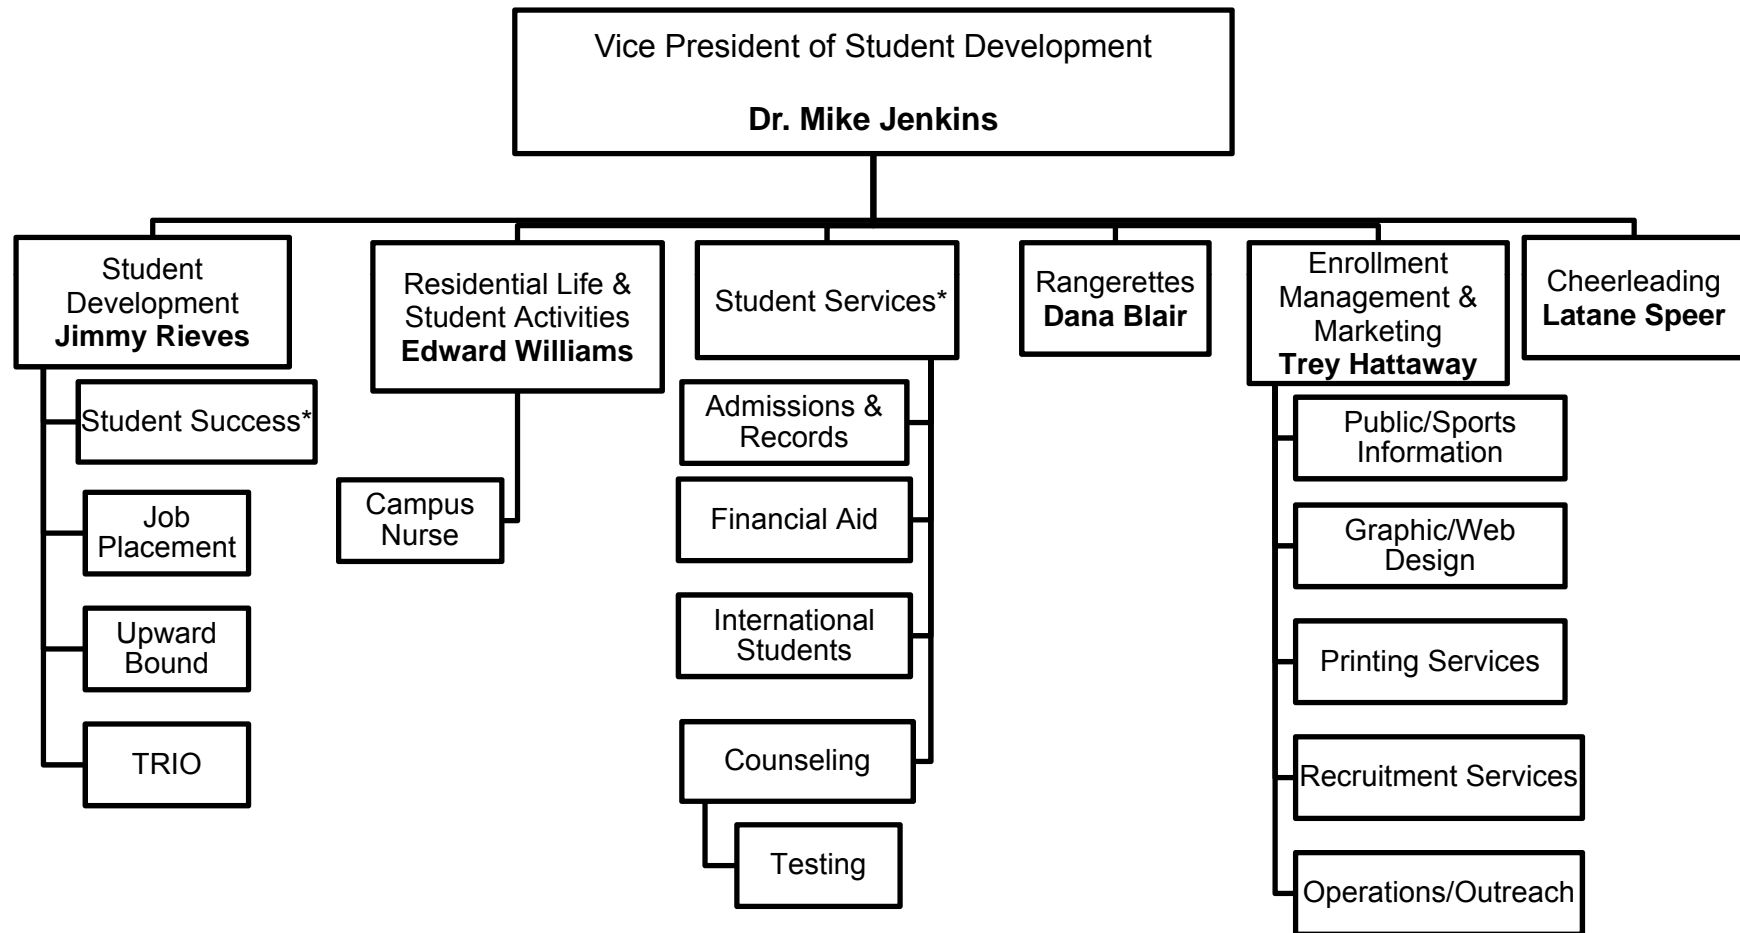 Vice President of Student Development
Dr. Mike Jenkins
Student
Development
Jimmy Rieves
Student Success*
Job
Placement
Upward
Bound
TRIO
Residential Life &
Student Activities
Edward Williams
Campus
Nurse
Student Services*
Admissions &
Records
Financial Aid
International
Students
Counseling
Testing
Rangerettes
Dana Blair
Enrollment
Management &
Marketing
Trey Hattaway
Public/Sports
Information
Graphic/Web
Design
Printing Services
Recruitment Services
Operations/Outreach
Cheerleading
Latane Speer